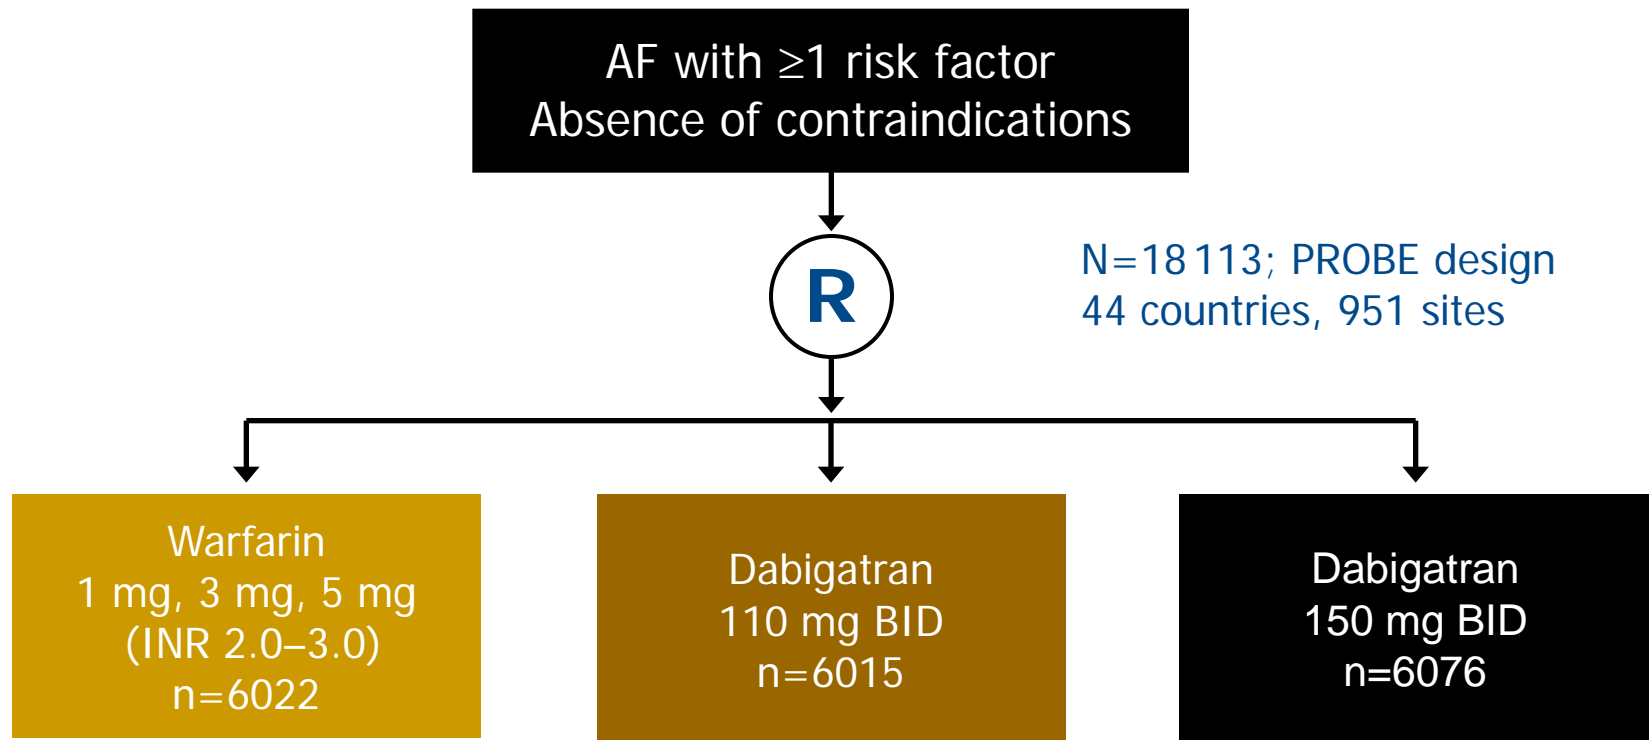 AF with ≥1 risk factor
Absence of contraindications
R
N=18 113; PROBE design
44 countries, 951 sites
Warfarin
1 mg, 3 mg, 5 mg
(INR 2.0–3.0)
n=6022
Dabigatran
110 mg BID
n=6015
Dabigatran
150 mg BID
n=6076